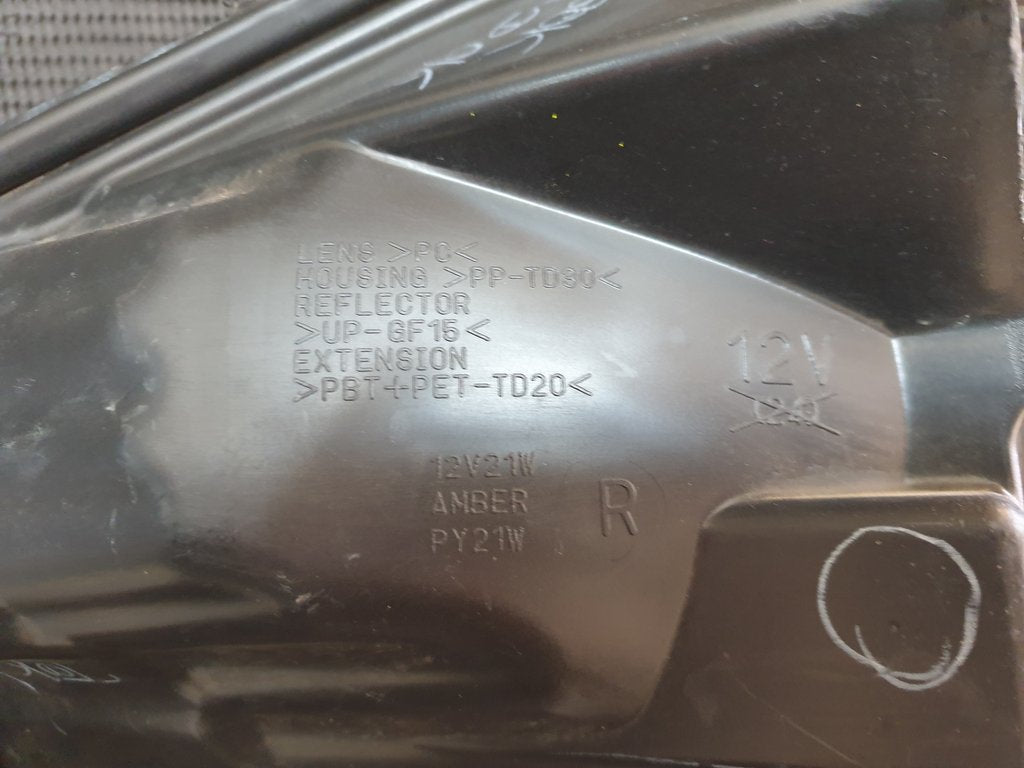 LENS >PC<
HOUSING >PP-TD30<
REFLECTOR
>UP-GF15<
EXTENSION
>PBT+PET-TD20<
12V
24V
12V21W
AMBER
PY21W
R